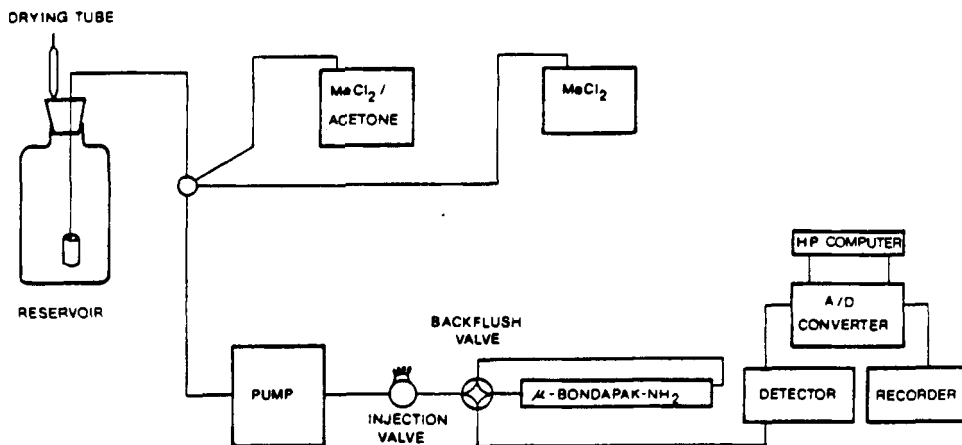 DRYING TUBE
RESERVOIR
MeCl2 /
ACETONE
MeCl2
HP COMPUTER
A/D
CONVERTER
BACKFLUSH
VALVE
PUMP
INJECTION
VALVE
μ-BONDAPAK-NH2
DETECTOR
RECORDER